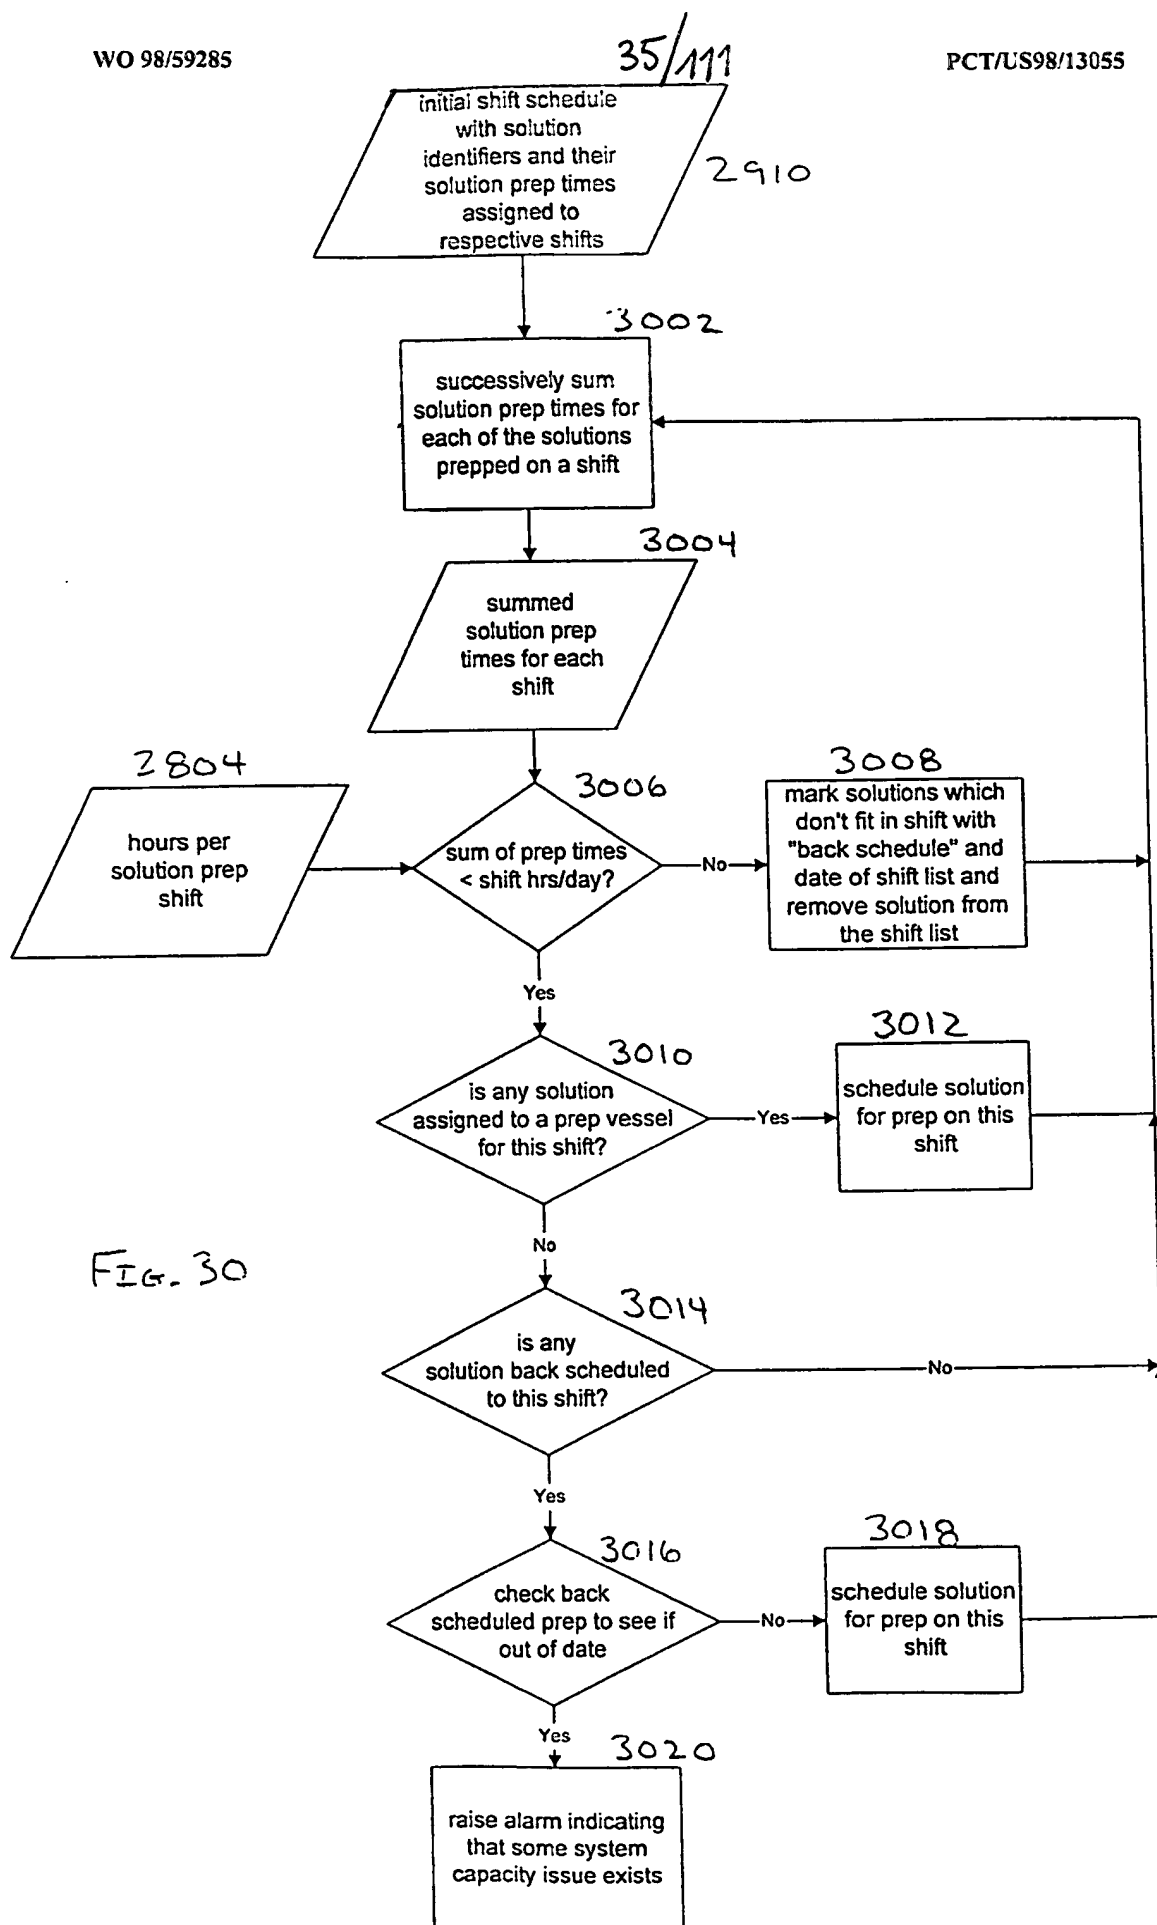 WO 98/59285
35/111
PCT/US98/13055
initial shift schedule
with solution
identifiers and their
solution prep times
assigned to
respective shifts
2910
3002
successively sum
solution prep times for
each of the solutions
prepped on a shift
3004
summed
solution prep
times for each
shift
2804
hours per
solution prep
shift
3006
sum of prep times
< shift hrs/day?
No
3008
mark solutions which
don't fit in shift with
"back schedule" and
date of shift list and
remove solution from
the shift list
Yes
3010
is any solution
assigned to a prep vessel
for this shift?
Yes
3012
schedule solution
for prep on this
shift
No
FIG. 30
3014
is any
solution back scheduled
to this shift?
No
Yes
3016
check back
scheduled prep to see if
out of date
No
3018
schedule solution
for prep on this
shift
Yes
3020
raise alarm indicating
that some system
capacity issue exists